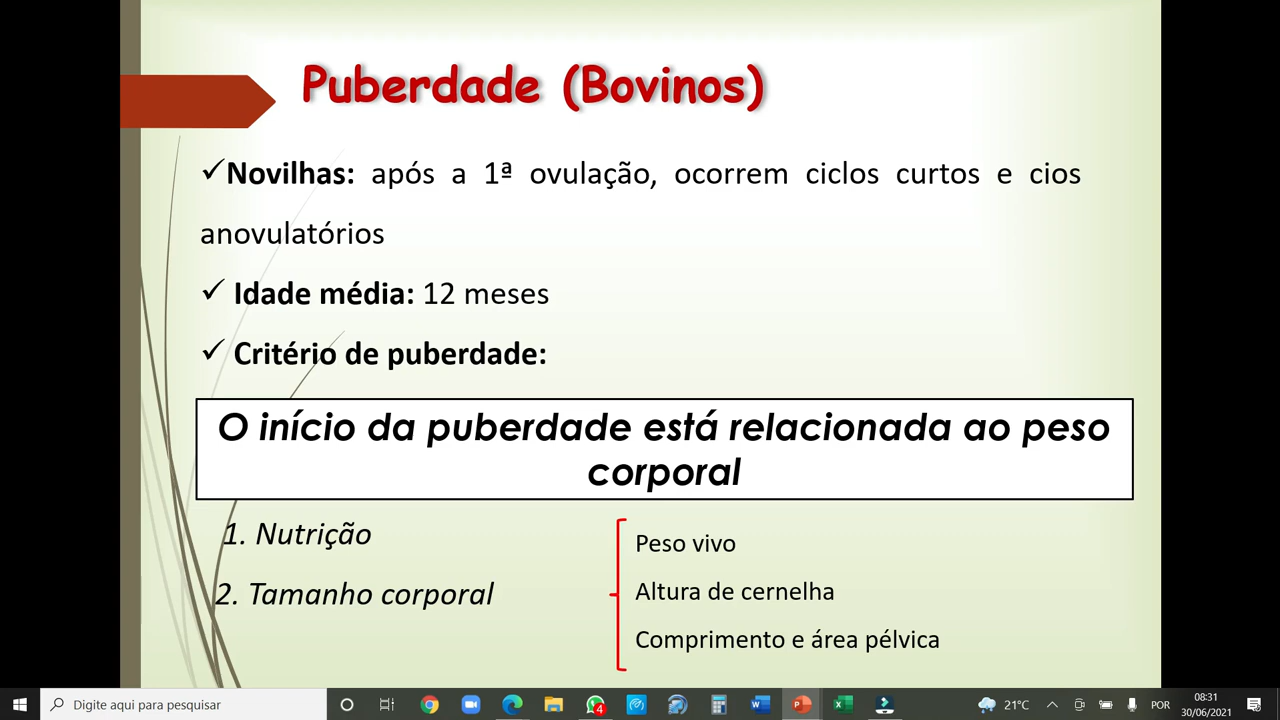 Puberdade (Bovinos)
✓Novilhas: após a 1ª ovulação, ocorrem ciclos curtos e cios
anovulatórios
✓ Idade média: 12 meses
✓ Critério de puberdade:
O início da puberdade está relacionada ao peso
corporal
1. Nutrição
2. Tamanho corporal
Peso vivo
Altura de cernelha
Comprimento e área pélvica
Digite aqui para pesquisar
4
21°C
POR
08:31
30/06/2021